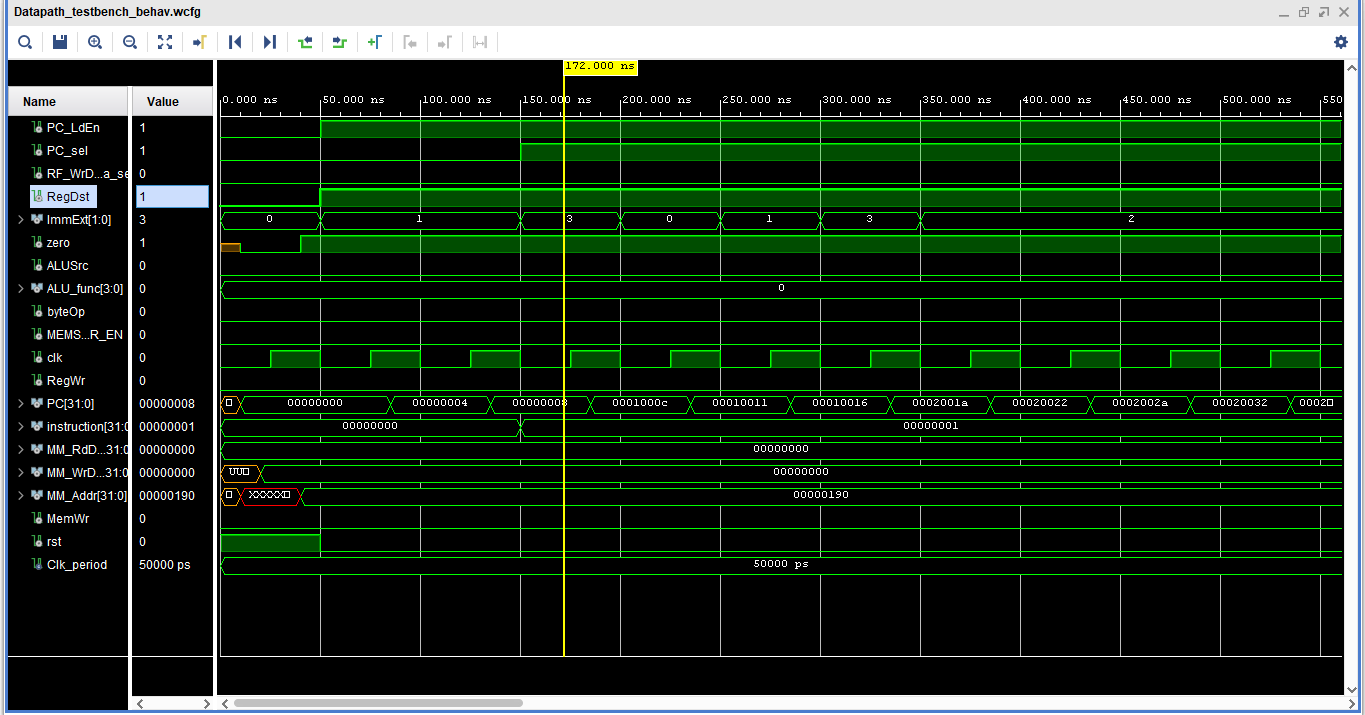 Datapath_testbench_behav.wcfg
172.000 ns
Name Value 0.000 ns 50.000 ns 100.000 ns 150.000 ns 200.000 ns 250.000 ns 300.000 ns 350.000 ns 400.000 ns 450.000 ns 500.000 ns 550
PC_LdEn 1
PC_sel 1
RF_WrD...a_se 0
RegDst 1
ImmExt[1:0] 3 0 1 3 0 1 3 2
zero 1
ALUSrc 0
ALU_func[3:0] 0 0
byteOp 0
MEMS...R_EN 0
clk 0
RegWr 0
PC[31:0] 00000008 00000000 00000004 00000008 0001000c 00010011 00010016 0002001a 00020022 0002002a 00020032 0002
instruction[31:0 00000001 00000000 00000001
MM_RdD...31:0 00000000 00000000
MM_WrD...31:0 00000000 UU 00000000
MM_Addr[31:0] 00000190 XXXXX 00000190
MemWr 0
rst 0
Clk_period 50000 ps 50000 ps